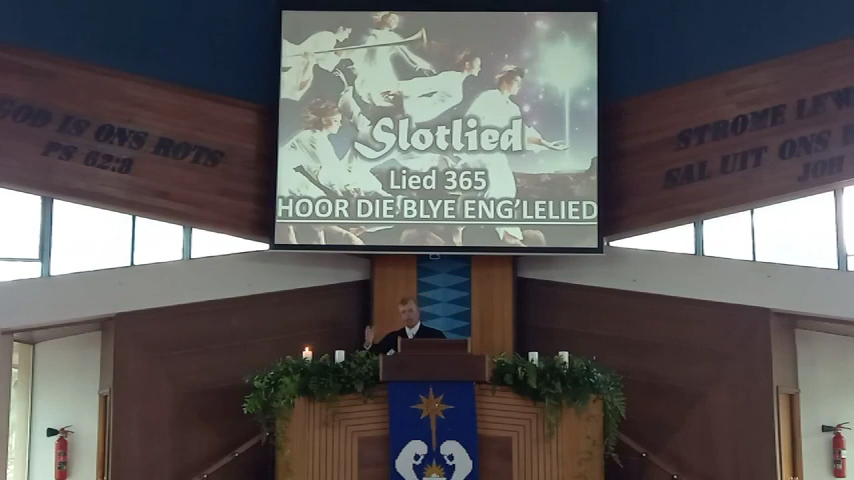 Slotlied
Lied 365
HOOR DIE BLYE ENG'LELIED
GOD IS ONS ROTS
PS 62:8
STROME LEW
SAL UIT ONS
JOH